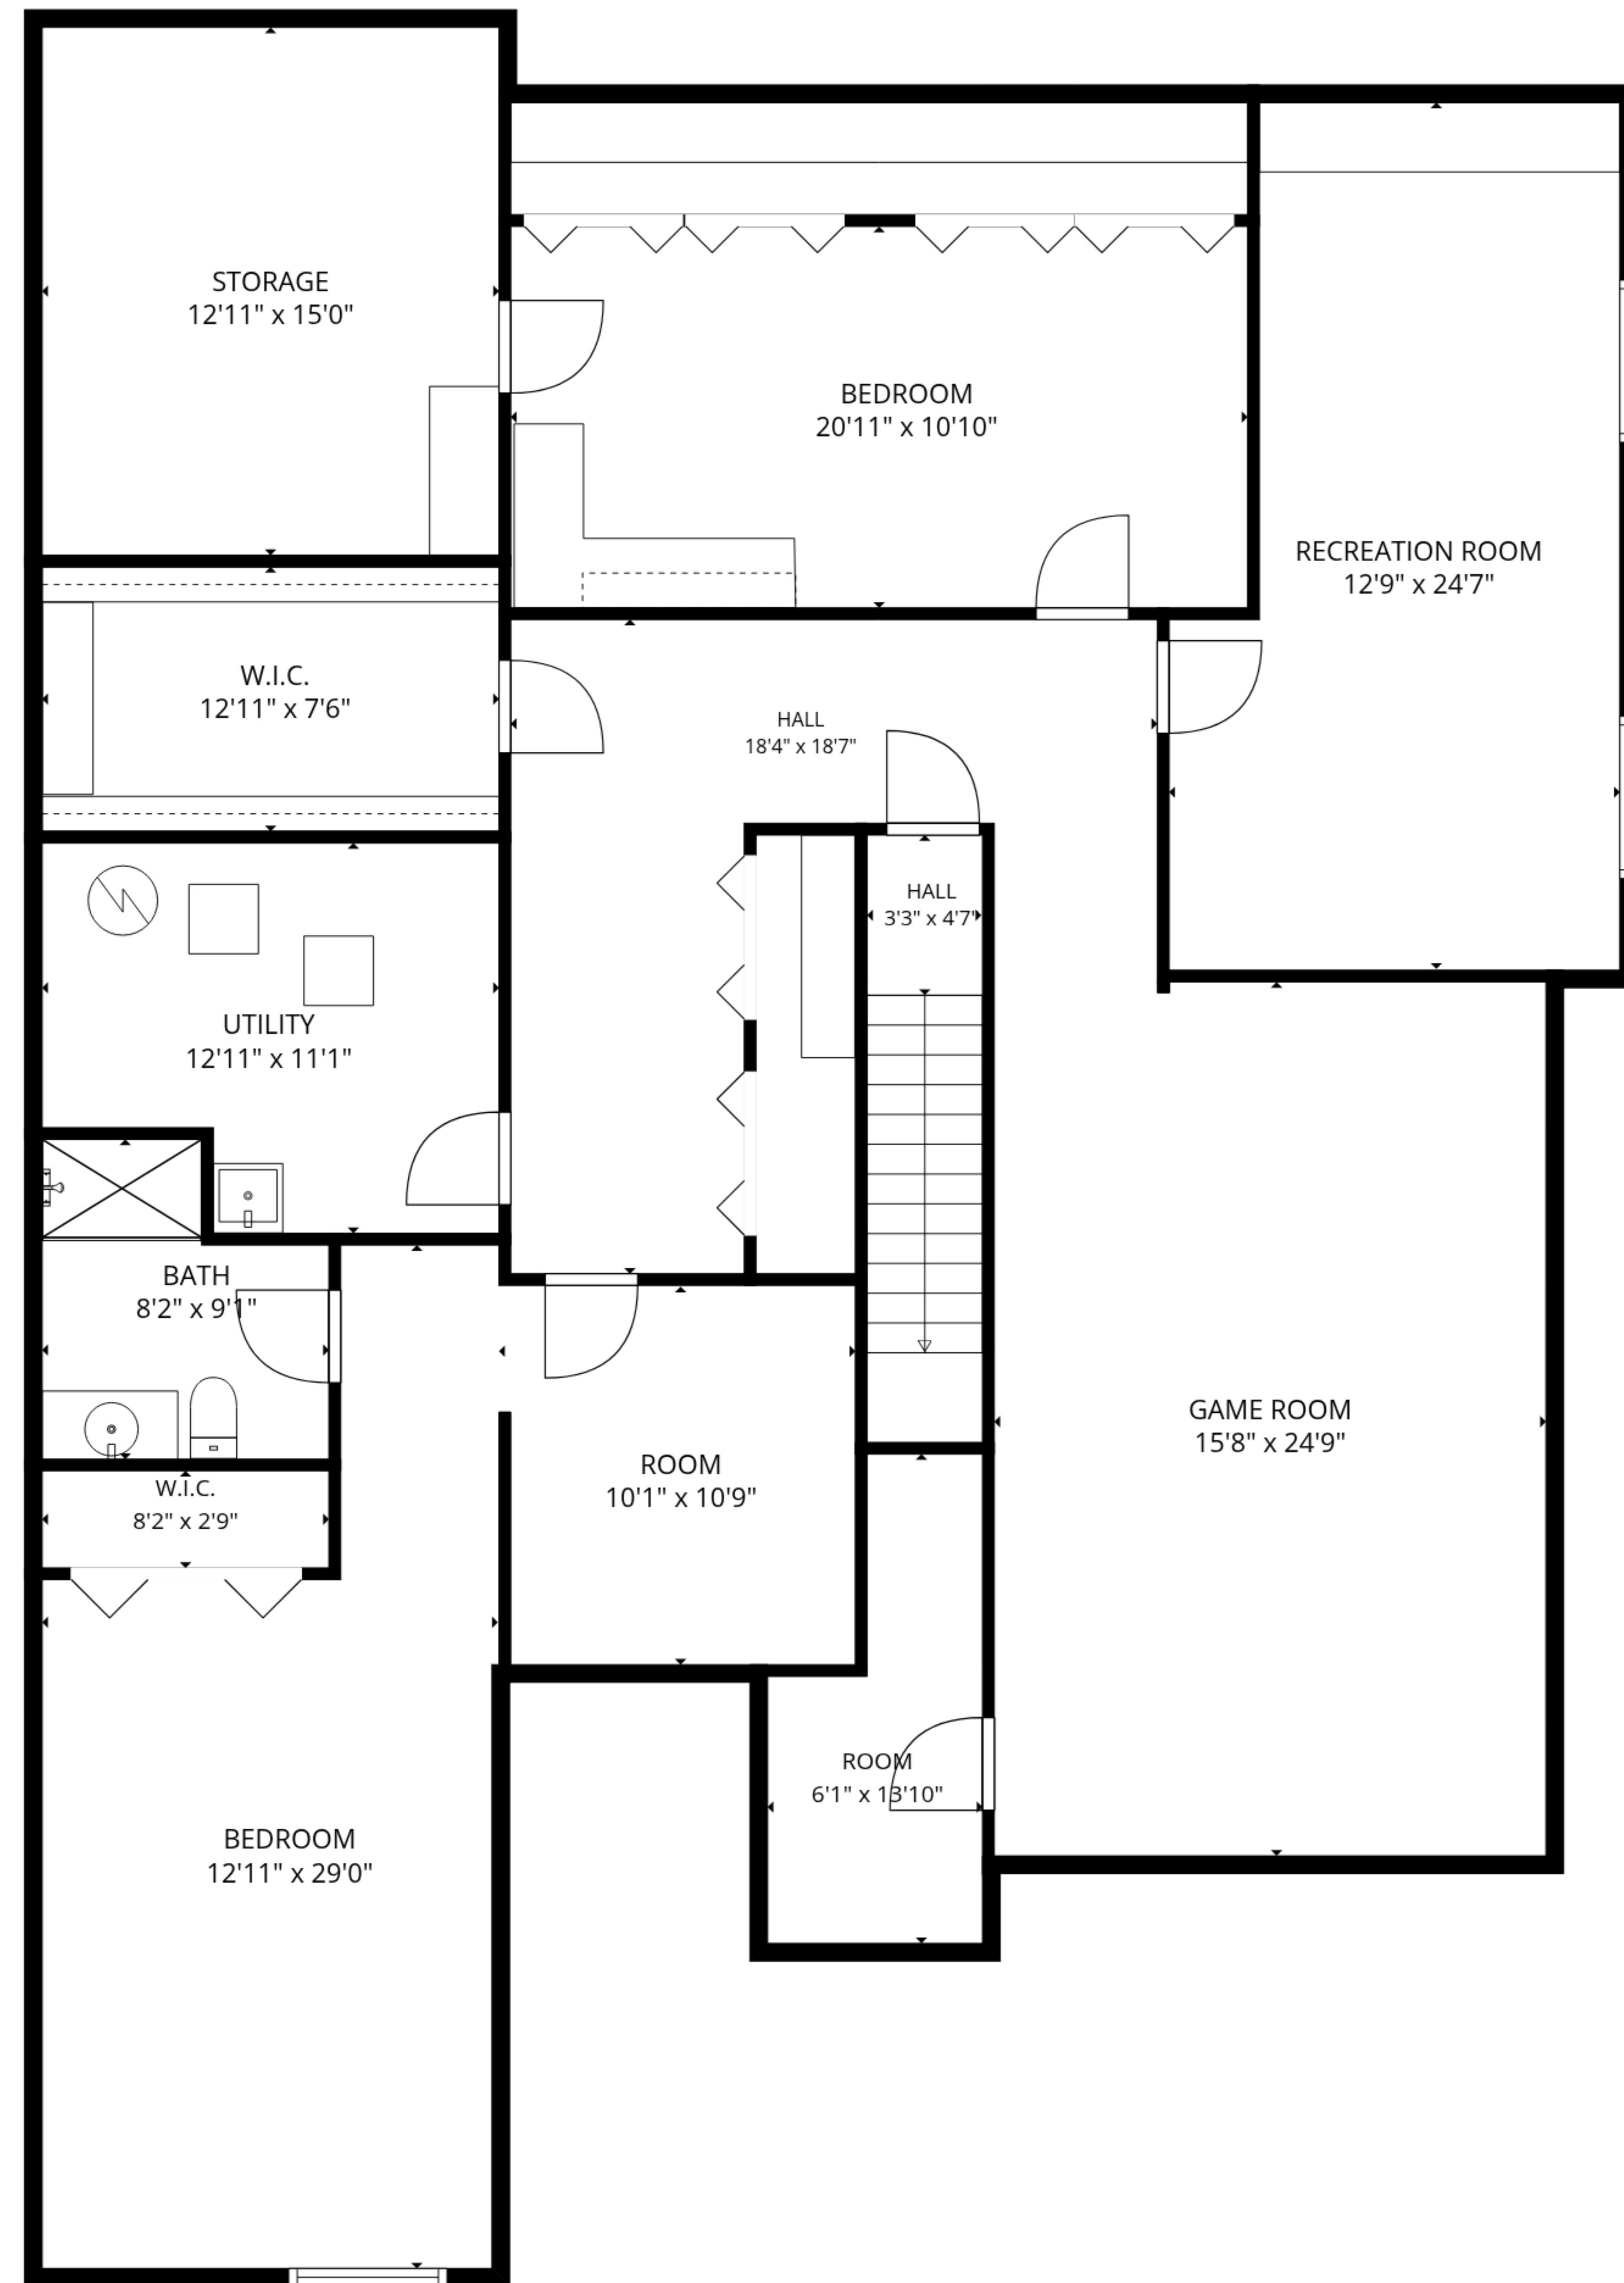 STORAGE
12'11" x 15'0"
BEDROOM
20'11" x 10'10"
RECREATION ROOM
12'9" x 24'7"
W.I.C.
12'11" x 7'6"
HALL
18'4" x 18'7"
HALL
3'3" x 4'7"
UTILITY
12'11" x 11'1"
BATH
8'2" x 9'1"
GAME ROOM
15'8" x 24'9"
ROOM
10'1" x 10'9"
W.I.C.
8'2" x 2'9"
ROOM
6'1" x 13'10"
BEDROOM
12'11" x 29'0"